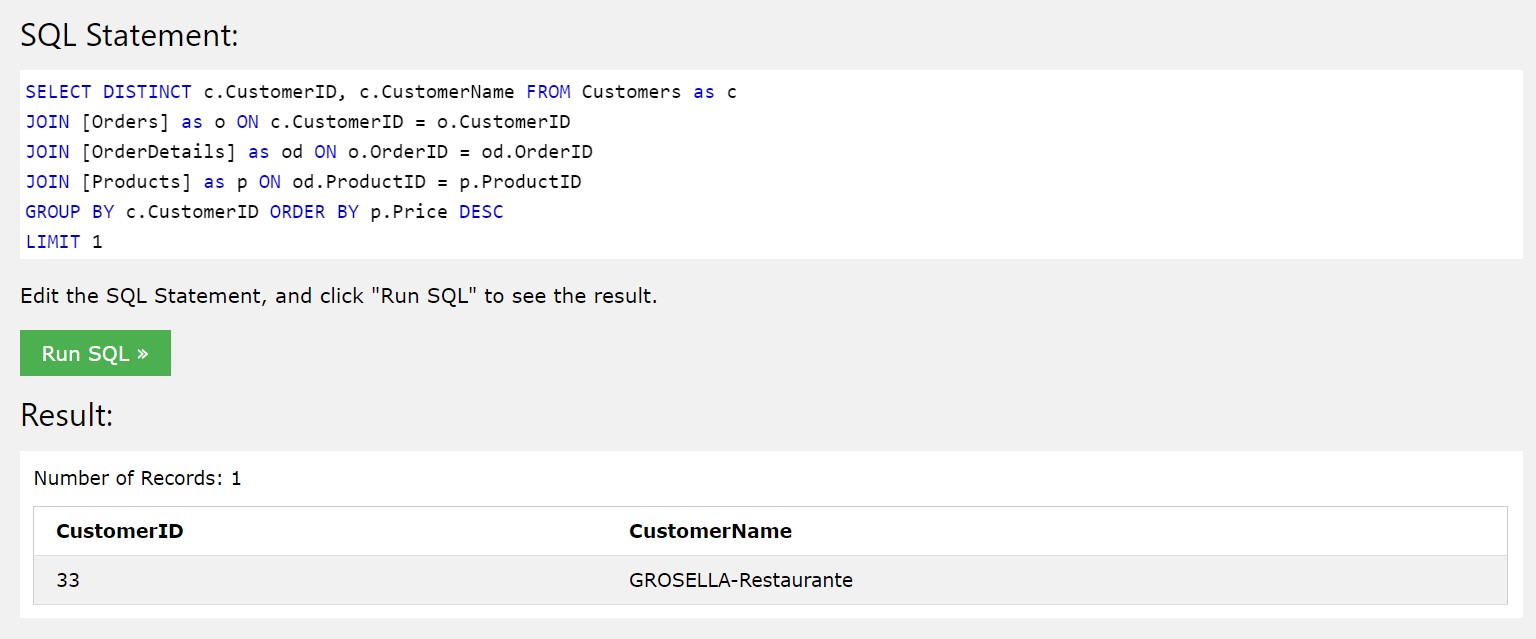 SQL Statement:
SELECT DISTINCT c.CustomerID, c.CustomerName FROM Customers as c
JOIN [Orders] as o ON c.CustomerID = o.CustomerID
JOIN [OrderDetails] as od ON o.OrderID = od.OrderID
JOIN [Products] as p ON od.ProductID = p.ProductID
GROUP BY c.CustomerID ORDER BY p.Price DESC
LIMIT 1
Edit the SQL Statement, and click "Run SQL" to see the result.
Run SQL »
Result:
Number of Records: 1
CustomerID CustomerName
33 GROSELLA-Restaurante